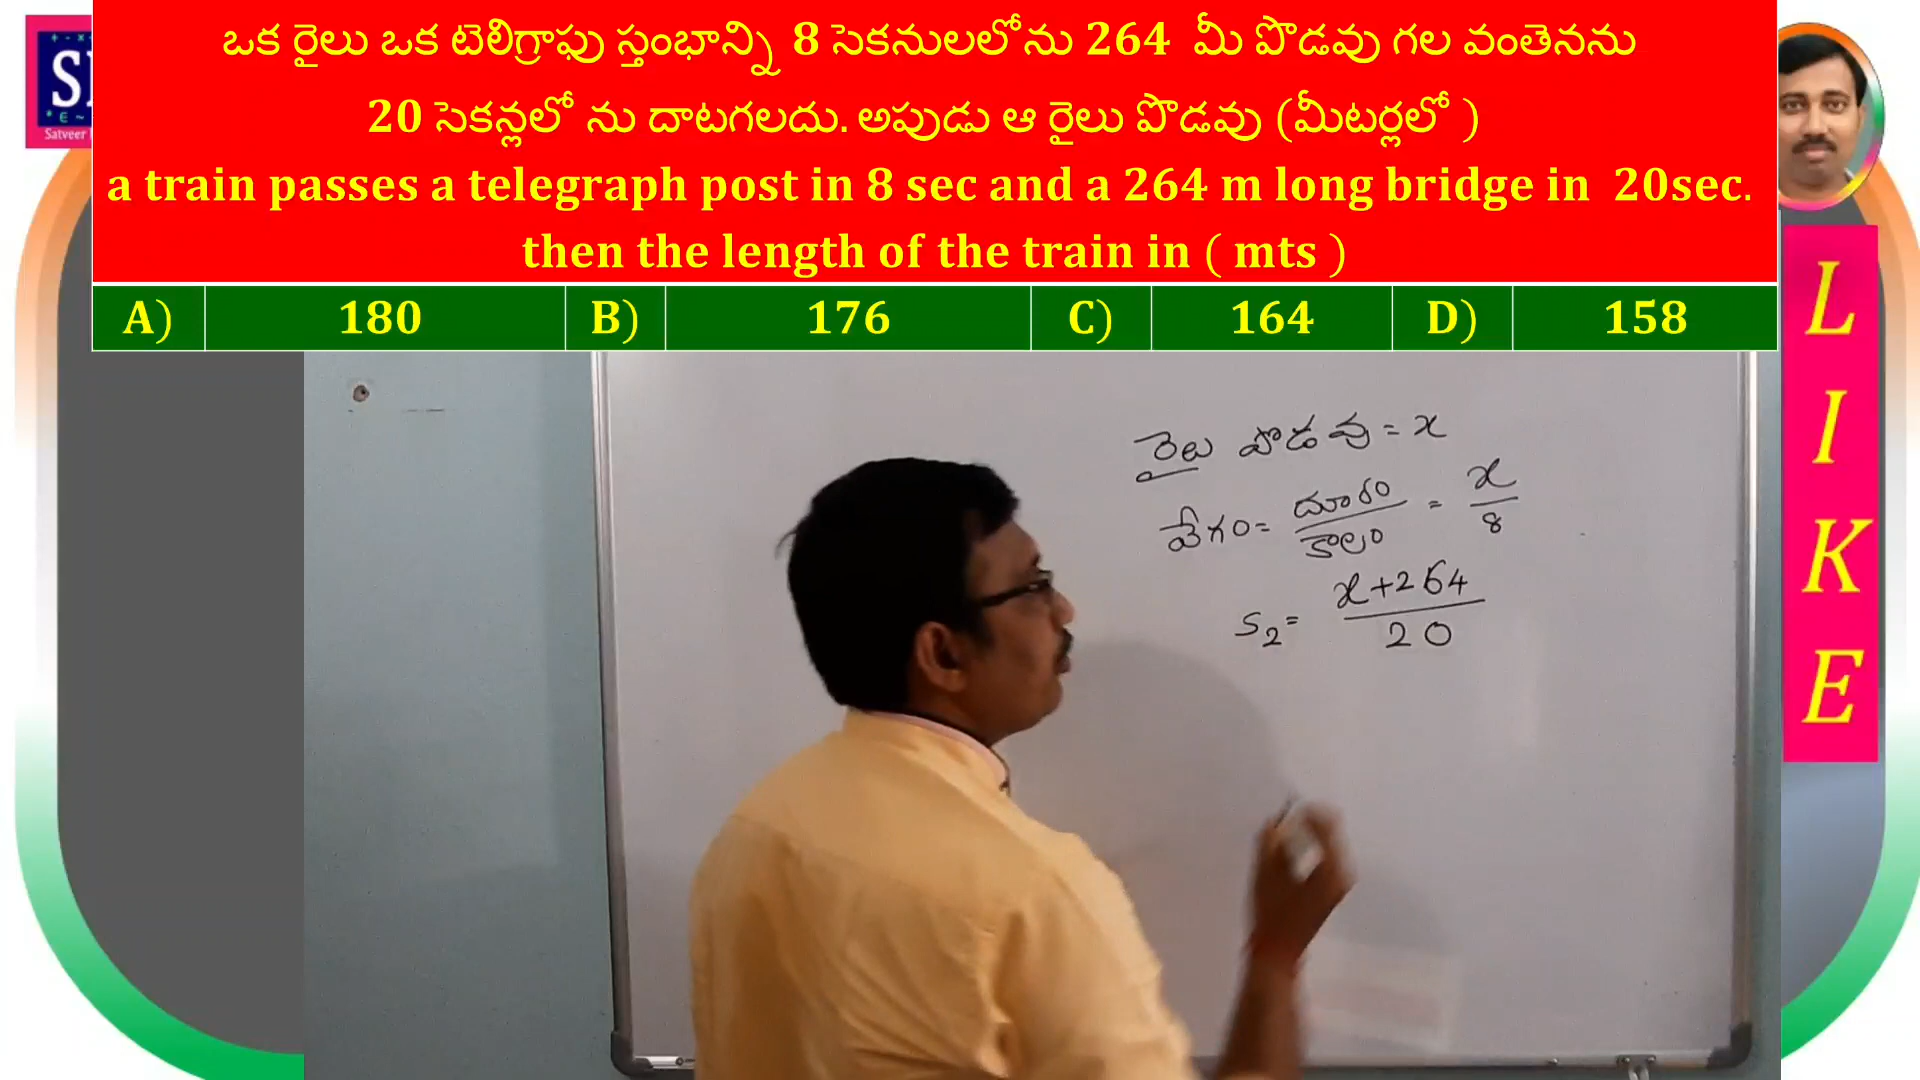 ఒక రైలు ఒక టెలిగ్రాఫు స్తంభాన్ని 8 సెకనులలోను 264 మీ పొడవు గల వంతెనను
20 సెకన్లలో ను దాటగలదు. అపుడు ఆ రైలు పొడవు (మీటర్లలో )
a train passes a telegraph post in 8 sec and a 264 m long bridge in 20sec.
then the length of the train in ( mts )
A) 180 B) 176 C) 164 D) 158
Satveer
LIKE
రైలు పొడవు = x
వేగం = దూరం / కాలం = x / 8
S2 = x+264 / 20